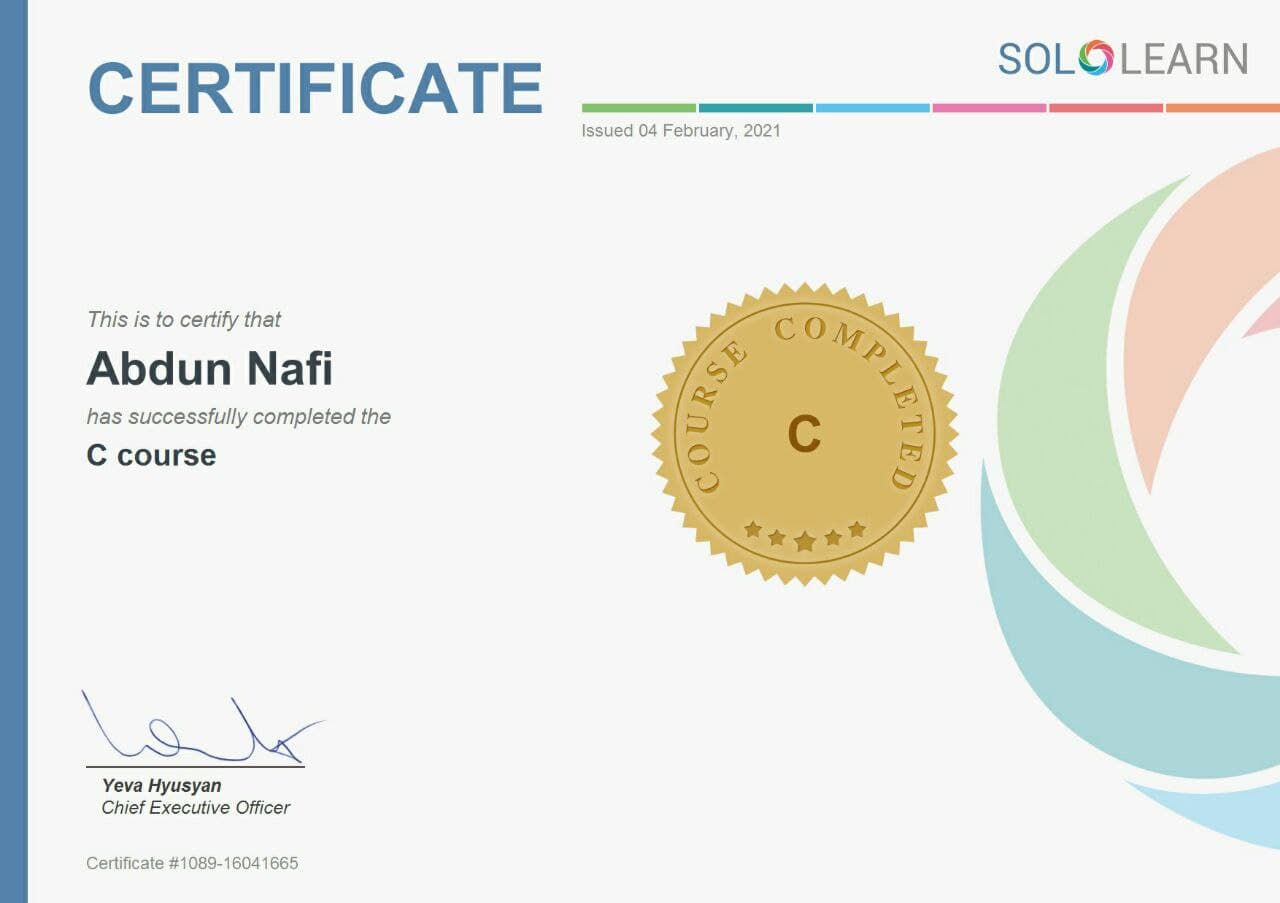 CERTIFICATE
SOLOLEARN
Issued 04 February, 2021
This is to certify that
Abdun Nafi
has successfully completed the
C course
COURSE COMPLETED
C
Yeva Hyusyan
Chief Executive Officer
Certificate #1089-16041665